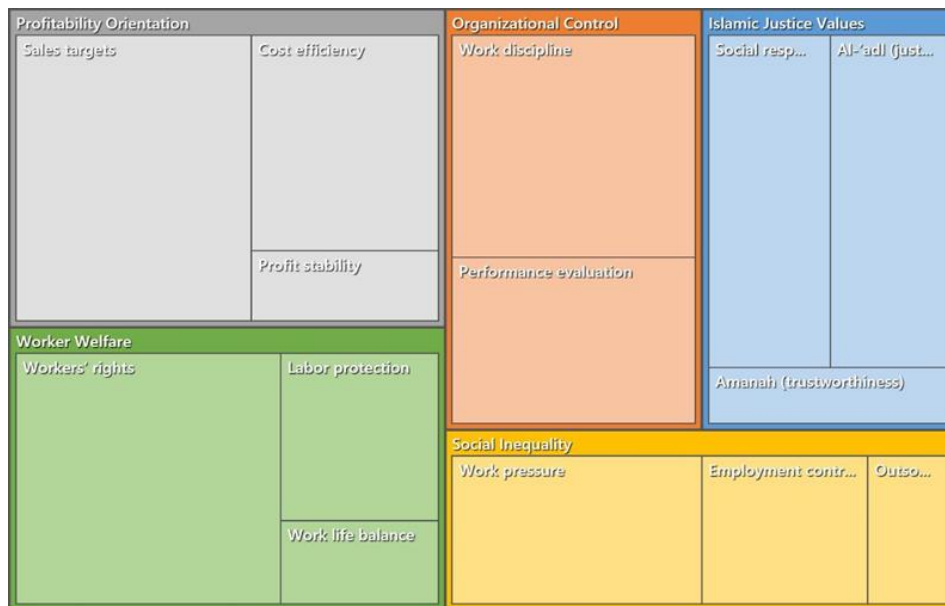 Profitability Orientation
Sales targets
Cost efficiency
Profit stability
Worker Welfare
Workers' rights
Labor protection
Work life balance
Organizational Control
Work discipline
Performance evaluation
Islamic Justice Values
Social resp...
Al-'adl (just...
Amanah (trustworthiness)
Social Inequality
Work pressure
Employment contr...
Outso...